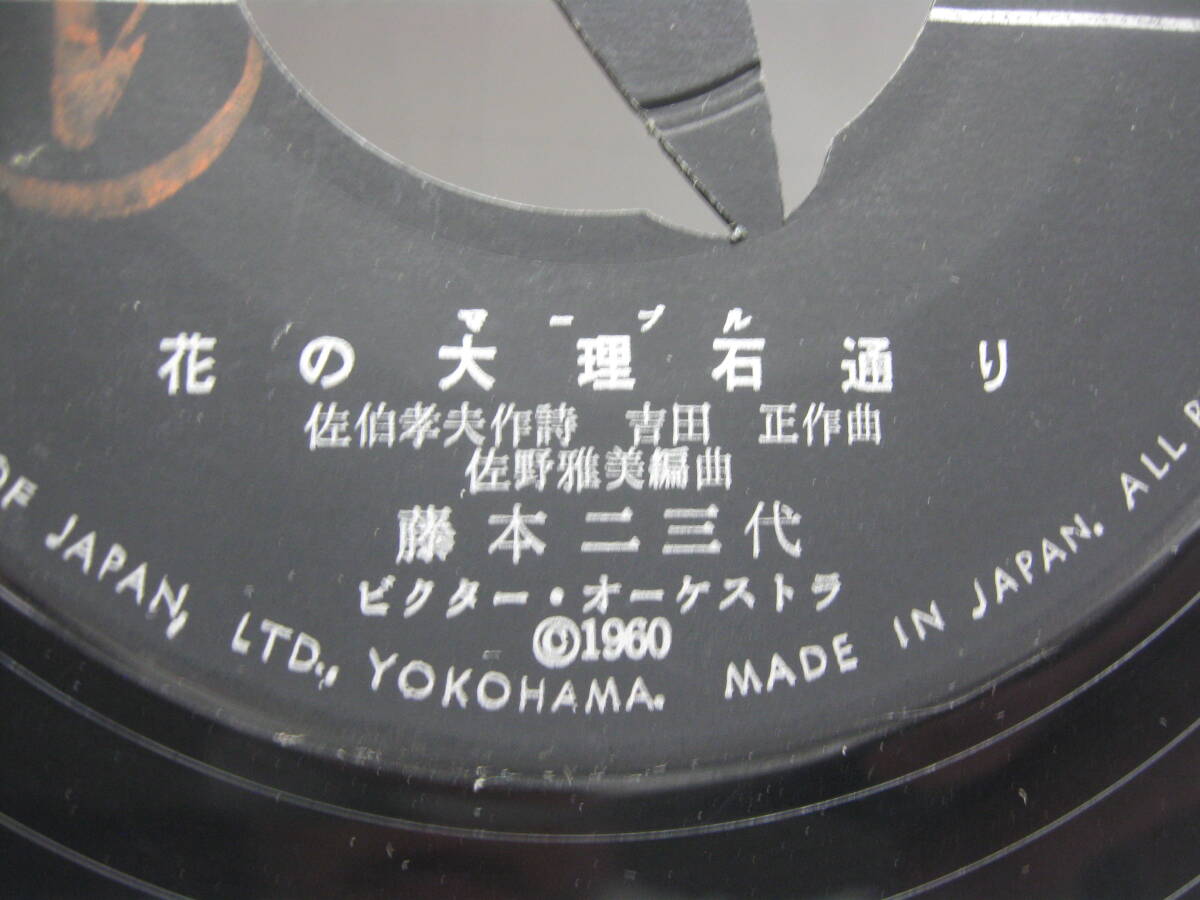 マーブル
花の大理石通り
佐伯孝夫作詩 吉田 正作曲
佐野雅美編曲
藤本二三代
ビクター・オーケストラ
©1960
OF JAPAN, LTD., YOKOHAMA. MADE IN JAPAN. ALL